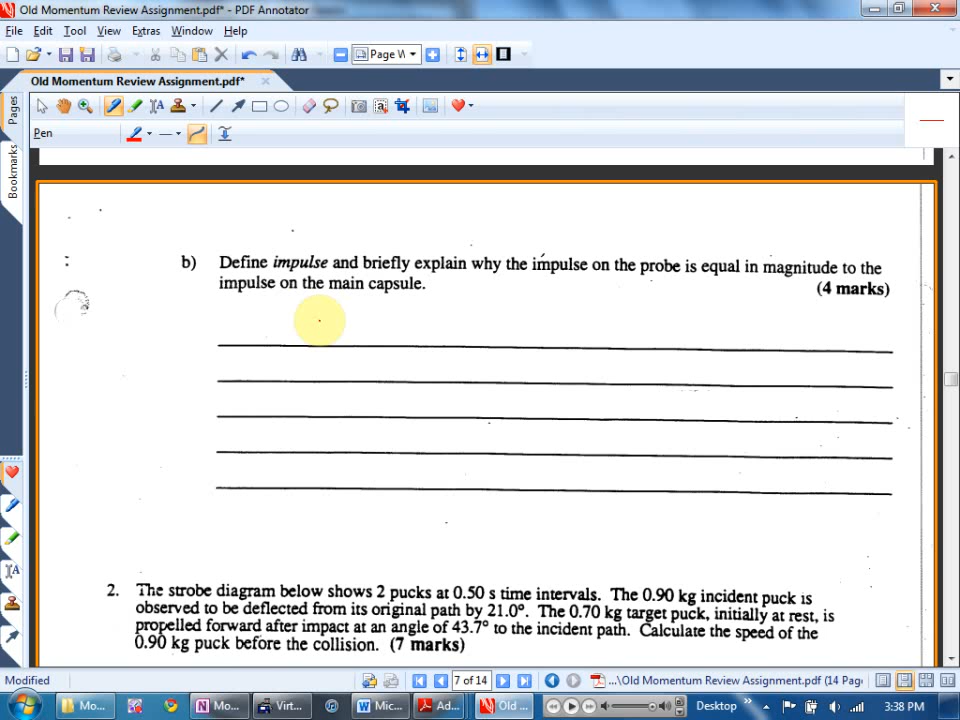 Old Momentum Review Assignment.pdf* - PDF Annotator
File Edit Tool View Extras Window Help
Page W
Old Momentum Review Assignment.pdf*
Pages
Bookmarks
Pen
b) Define impulse and briefly explain why the impulse on the probe is equal in magnitude to the
impulse on the main capsule. (4 marks)
2. The strobe diagram below shows 2 pucks at 0.50 s time intervals. The 0.90 kg incident puck is
observed to be deflected from its original path by 21.0°. The 0.70 kg target puck, initially at rest, is
propelled forward after impact at an angle of 43.7° to the incident path. Calculate the speed of the
0.90 kg puck before the collision. (7 marks)
Modified 7 of 14 ...\Old Momentum Review Assignment.pdf (14 Page
Mo... Mo... Virt... Mic... Ad... Old ... Desktop 3:38 PM